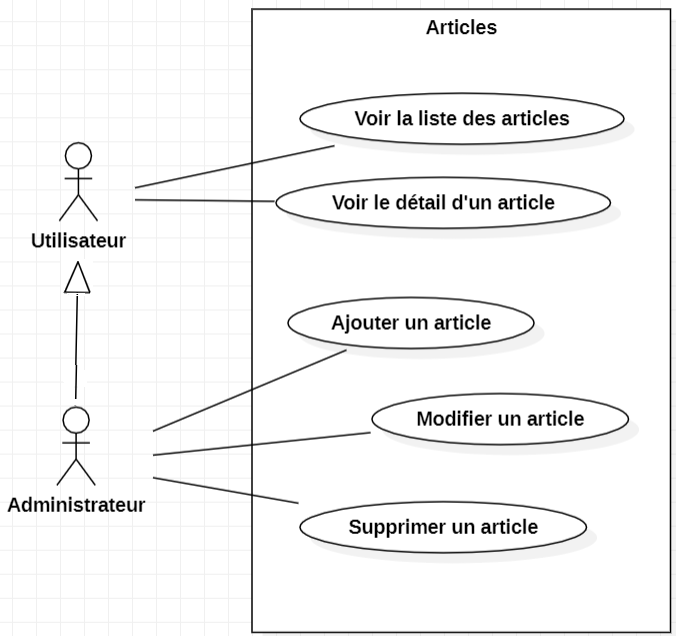 Articles
Voir la liste des articles
Voir le détail d'un article
Utilisateur
Ajouter un article
Modifier un article
Administrateur
Supprimer un article